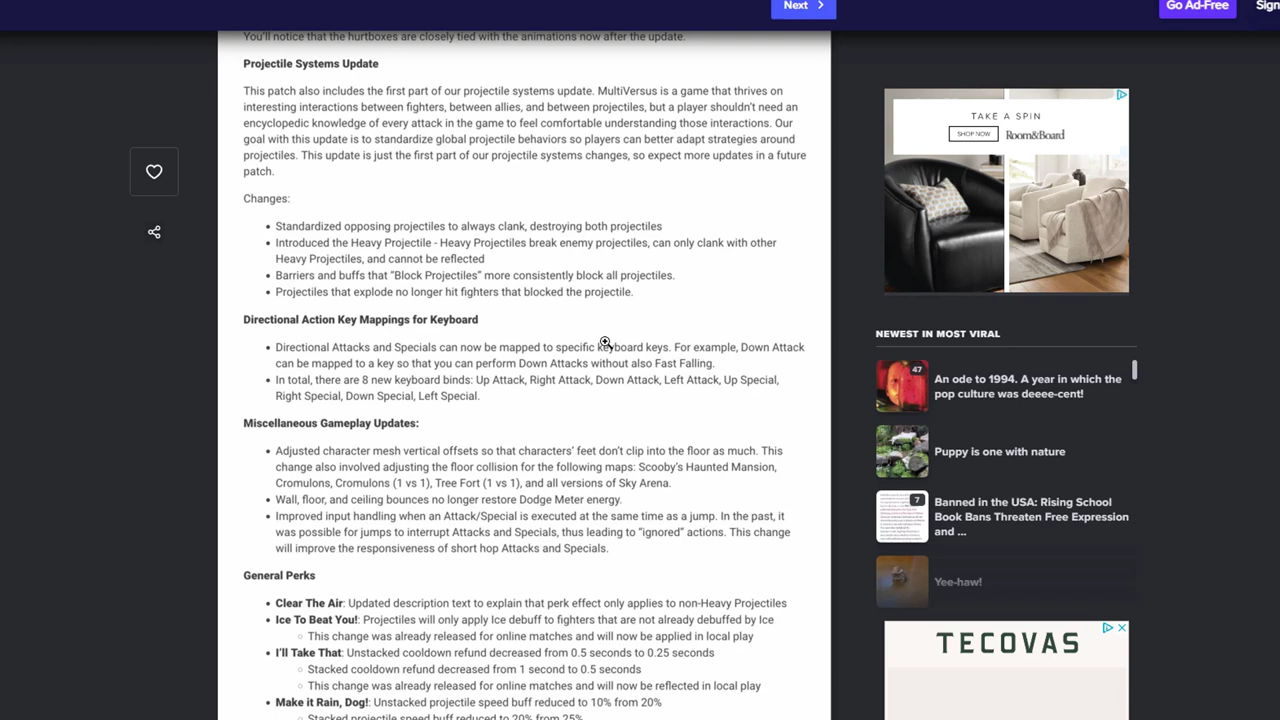 Next
Go Ad-Free
Sign
You'll notice that the hurtboxes are closely tied with the animations now after the update.
Projectile Systems Update
This patch also includes the first part of our projectile systems update. MultiVersus is a game that thrives on
interesting interactions between fighters, between allies, and between projectiles, but a player shouldn't need an
encyclopedic knowledge of every attack in the game to feel comfortable understanding those interactions. Our
goal with this update is to standardize global projectile behaviors so players can better adapt strategies around
projectiles. This update is just the first part of our projectile systems changes, so expect more updates in a future
patch.
Changes:
• Standardized opposing projectiles to always clank, destroying both projectiles
• Introduced the Heavy Projectile - Heavy Projectiles break enemy projectiles, can only clank with other
Heavy Projectiles, and cannot be reflected
• Barriers and buffs that “Block Projectiles” more consistently block all projectiles.
• Projectiles that explode no longer hit fighters that blocked the projectile.
Directional Action Key Mappings for Keyboard
• Directional Attacks and Specials can now be mapped to specific keyboard keys. For example, Down Attack
can be mapped to a key so that you can perform Down Attacks without also Fast Falling.
• In total, there are 8 new keyboard binds: Up Attack, Right Attack, Down Attack, Left Attack, Up Special,
Right Special, Down Special, Left Special.
Miscellaneous Gameplay Updates:
• Adjusted character mesh vertical offsets so that characters’ feet don’t clip into the floor as much. This
change also involved adjusting the floor collision for the following maps: Scooby’s Haunted Mansion,
Cromulons, Cromulons (1 vs 1), Tree Fort (1 vs 1), and all versions of Sky Arena.
• Wall, floor, and ceiling bounces no longer restore Dodge Meter energy.
• Improved input handling when an Attack/Special is executed at the same time as a jump. In the past, it
was possible for jumps to interrupt Attacks and Specials, thus leading to “ignored” actions. This change
will improve the responsiveness of short hop Attacks and Specials.
General Perks
• Clear The Air: Updated description text to explain that perk effect only applies to non-Heavy Projectiles
• Ice To Beat You!: Projectiles will only apply Ice debuff to fighters that are not already debuffed by Ice
○ This change was already released for online matches and will now be applied in local play
• I’ll Take That: Unstacked cooldown refund decreased from 0.5 seconds to 0.25 seconds
○ Stacked cooldown refund decreased from 1 second to 0.5 seconds
○ This change was already released for online matches and will now be reflected in local play
• Make it Rain, Dog!: Unstacked projectile speed buff reduced to 10% from 20%
○ Stacked projectile speed buff reduced to 20% from 25%
TAKE A SPIN
SHOP NOW Room&Board
NEWEST IN MOST VIRAL
47
An ode to 1994. A year in which the
pop culture was deeee-cent!
Puppy is one with nature
7
Banned in the USA: Rising School
Book Bans Threaten Free Expression
and ...
Yee-haw!
TECOVAS